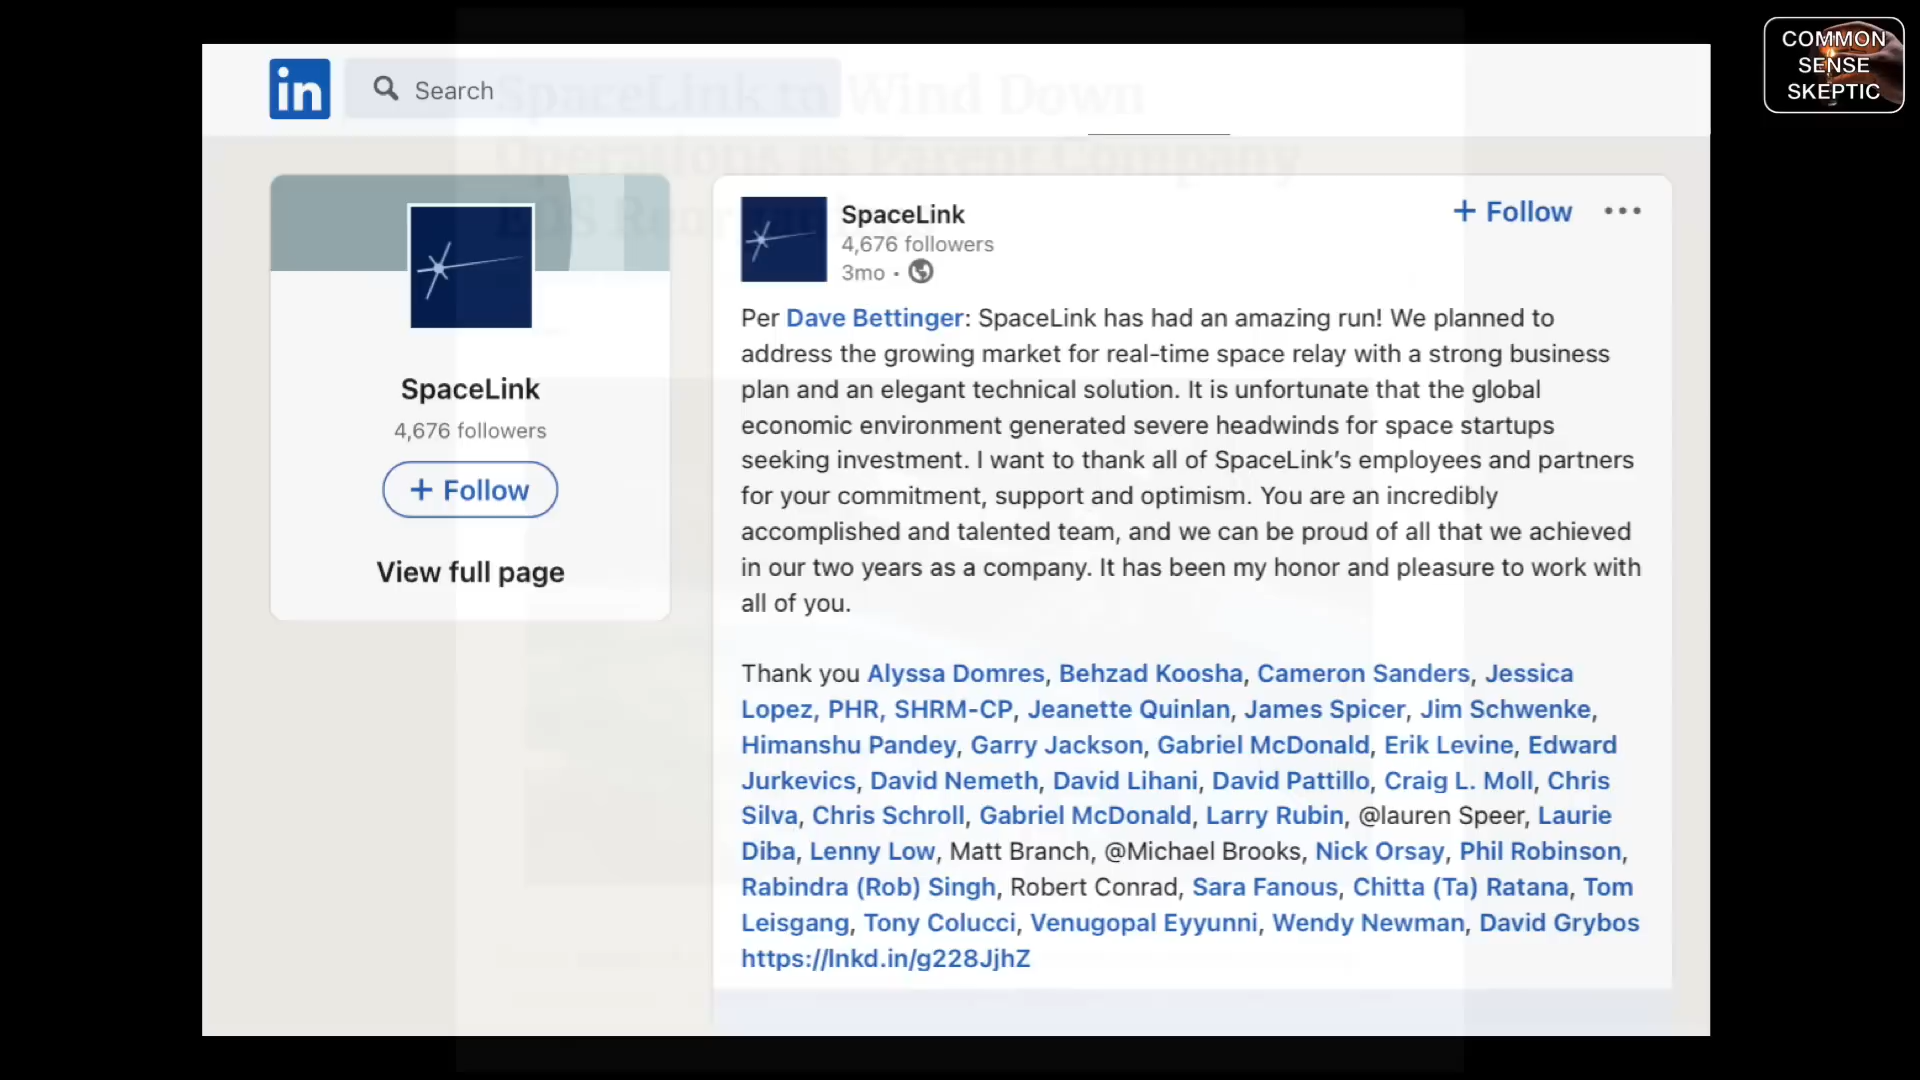 COMMON
SENSE
SKEPTIC
in
Search
SpaceLink to Wind Down
Operations as Parent Company
EOS
SpaceLink
4,676 followers
+ Follow
View full page
SpaceLink
4,676 followers
3mo •
+ Follow
Per Dave Bettinger: SpaceLink has had an amazing run! We planned to
address the growing market for real-time space relay with a strong business
plan and an elegant technical solution. It is unfortunate that the global
economic environment generated severe headwinds for space startups
seeking investment. I want to thank all of SpaceLink’s employees and partners
for your commitment, support and optimism. You are an incredibly
accomplished and talented team, and we can be proud of all that we achieved
in our two years as a company. It has been my honor and pleasure to work with
all of you.
Thank you Alyssa Domres, Behzad Koosha, Cameron Sanders, Jessica
Lopez, PHR, SHRM-CP, Jeanette Quinlan, James Spicer, Jim Schwenke,
Himanshu Pandey, Garry Jackson, Gabriel McDonald, Erik Levine, Edward
Jurkevics, David Nemeth, David Lihani, David Pattillo, Craig L. Moll, Chris
Silva, Chris Schroll, Gabriel McDonald, Larry Rubin, @lauren Speer, Laurie
Diba, Lenny Low, Matt Branch, @Michael Brooks, Nick Orsay, Phil Robinson,
Rabindra (Rob) Singh, Robert Conrad, Sara Fanous, Chitta (Ta) Ratana, Tom
Leisgang, Tony Colucci, Venugopal Eyyunni, Wendy Newman, David Grybos
https://lnkd.in/g228JjhZ